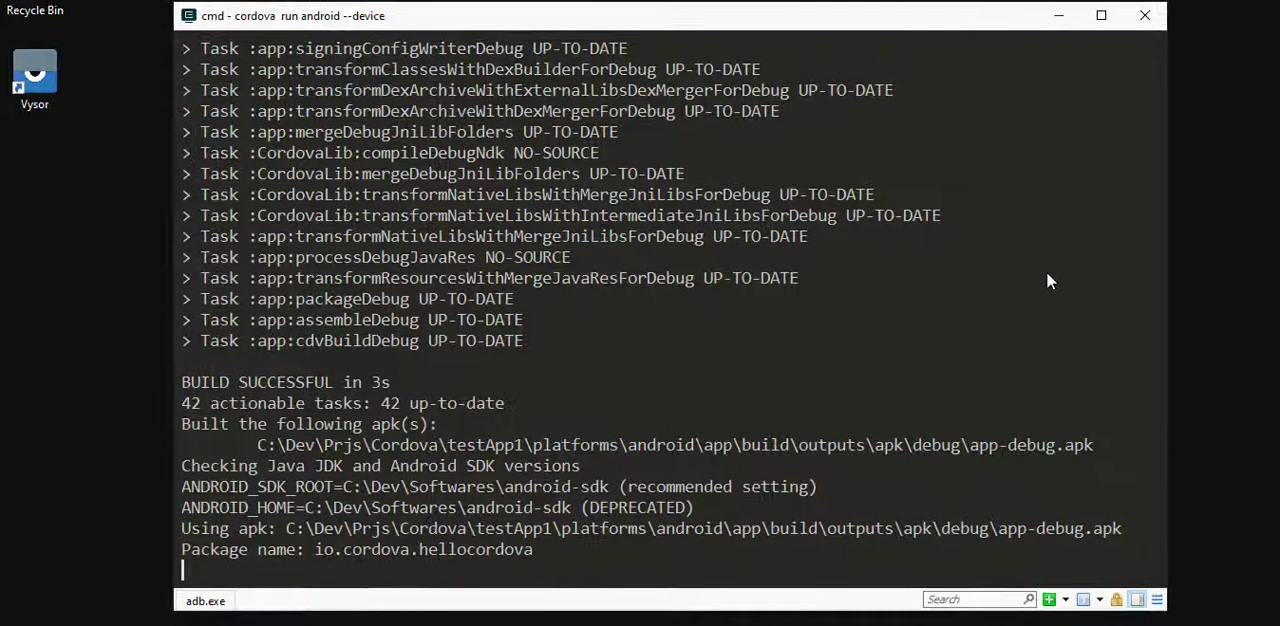 Recycle Bin
Vysor
cmd - cordova  run android --device
> Task :app:signingConfigWriterDebug UP-TO-DATE
> Task :app:transformClassesWithDexBuilderForDebug UP-TO-DATE
> Task :app:transformDexArchiveWithExternalLibsDexMergerForDebug UP-TO-DATE
> Task :app:transformDexArchiveWithDexMergerForDebug UP-TO-DATE
> Task :app:mergeDebugJniLibFolders UP-TO-DATE
> Task :CordovaLib:compileDebugNdk NO-SOURCE
> Task :CordovaLib:mergeDebugJniLibFolders UP-TO-DATE
> Task :CordovaLib:transformNativeLibsWithMergeJniLibsForDebug UP-TO-DATE
> Task :CordovaLib:transformNativeLibsWithIntermediateJniLibsForDebug UP-TO-DATE
> Task :app:transformNativeLibsWithMergeJniLibsForDebug UP-TO-DATE
> Task :app:processDebugJavaRes NO-SOURCE
> Task :app:transformResourcesWithMergeJavaResForDebug UP-TO-DATE
> Task :app:packageDebug UP-TO-DATE
> Task :app:assembleDebug UP-TO-DATE
> Task :app:cdvBuildDebug UP-TO-DATE
BUILD SUCCESSFUL in 3s
42 actionable tasks: 42 up-to-date
Built the following apk(s):
C:\Dev\Prjs\Cordova\testApp1\platforms\android\app\build\outputs\apk\debug\app-debug.apk
Checking Java JDK and Android SDK versions
ANDROID_SDK_ROOT=C:\Dev\Softwares\android-sdk (recommended setting)
ANDROID_HOME=C:\Dev\Softwares\android-sdk (DEPRECATED)
Using apk: C:\Dev\Prjs\Cordova\testApp1\platforms\android\app\build\outputs\apk\debug\app-debug.apk
Package name: io.cordova.hellocordova
adb.exe
Search